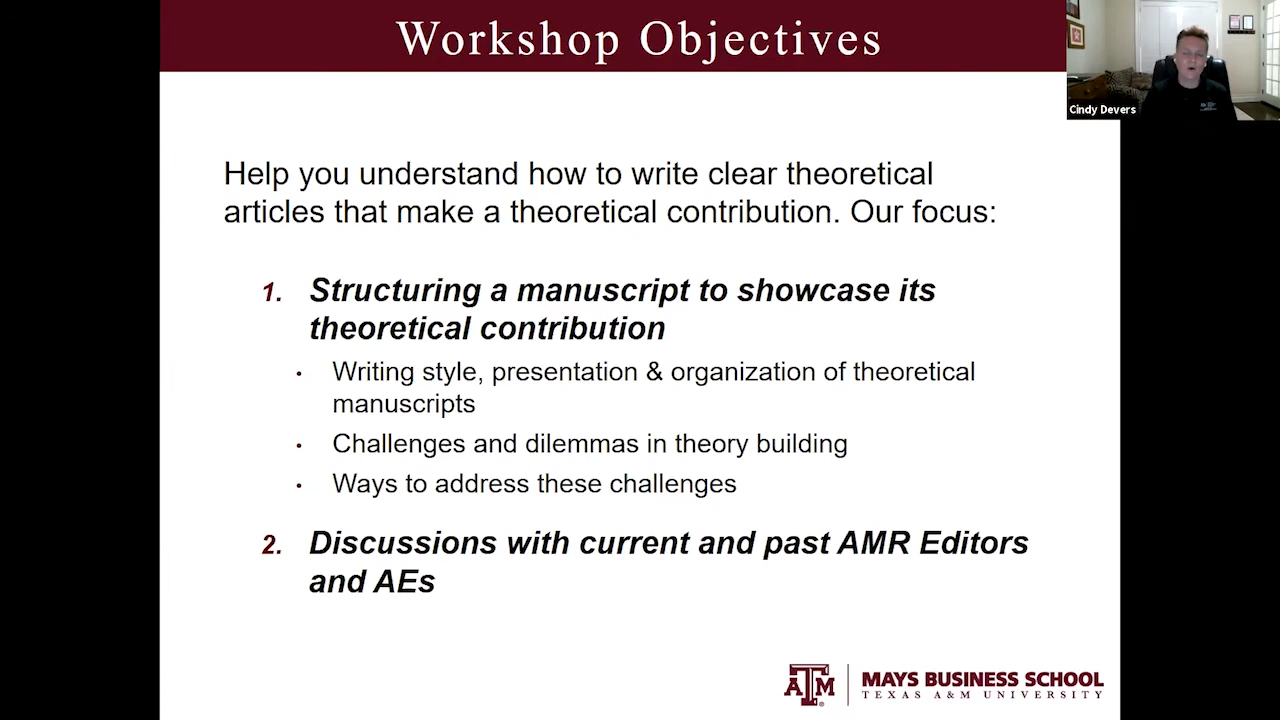 Workshop Objectives
Cindy Devers
Help you understand how to write clear theoretical
articles that make a theoretical contribution. Our focus:
1. Structuring a manuscript to showcase its
theoretical contribution
• Writing style, presentation & organization of theoretical
manuscripts
• Challenges and dilemmas in theory building
• Ways to address these challenges
2. Discussions with current and past AMR Editors
and AEs
ATM MAYS BUSINESS SCHOOL
TEXAS A&M UNIVERSITY